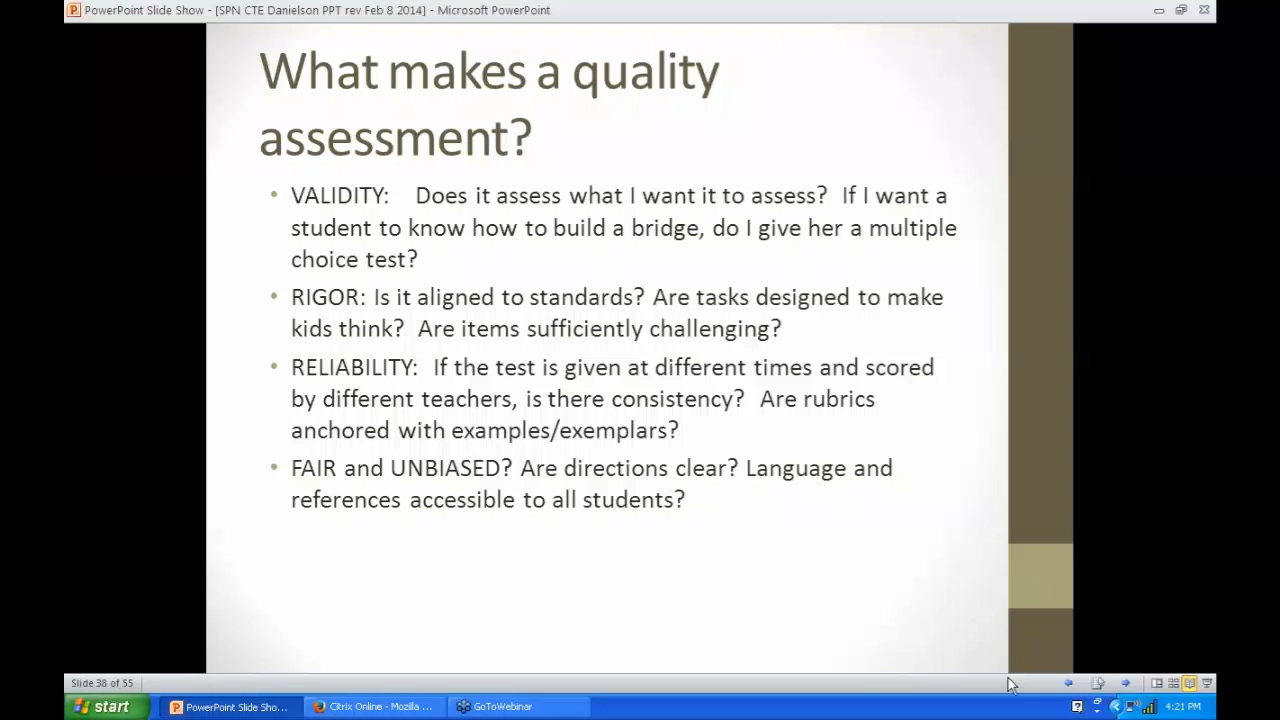 PowerPoint Slide Show - [SPN CTE Danielson PPT rev Feb 8 2014] - Microsoft PowerPoint
What makes a quality
assessment?
• VALIDITY: Does it assess what I want it to assess? If I want a
student to know how to build a bridge, do I give her a multiple
choice test?
• RIGOR: Is it aligned to standards? Are tasks designed to make
kids think? Are items sufficiently challenging?
• RELIABILITY: If the test is given at different times and scored
by different teachers, is there consistency? Are rubrics
anchored with examples/exemplars?
• FAIR and UNBIASED? Are directions clear? Language and
references accessible to all students?
Slide 38 of 55
start PowerPoint Slide Sho... Citrix Online - Mozilla ... GoToWebinar 4:21 PM